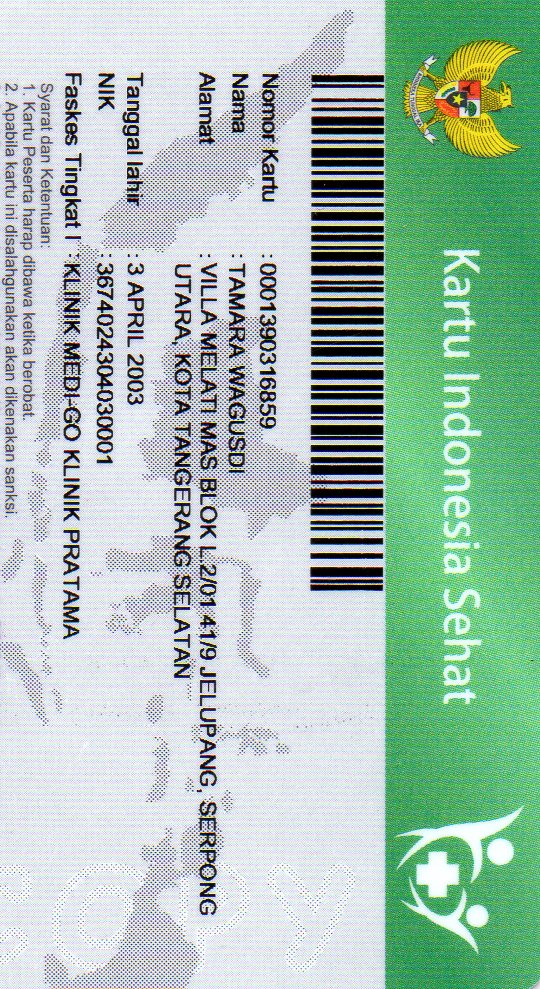 Kartu Indonesia Sehat
Nomor Kartu : 0001390316859
Nama : TAMARA WAGUSDI
Alamat : VILLA MELATI MAS BLOK L.2/01 41/9 JELUPANG, SERPONG
UTARA, KOTA TANGERANG SELATAN
Tanggal lahir : 3 APRIL 2003
NIK : 3674024304030001
Faskes Tingkat I : KLINIK MEDI-GO KLINIK PRATAMA
Syarat dan Ketentuan:
1. Kartu Peserta harap dibawa ketika berobat.
2. Apabila kartu ini disalahgunakan akan dikenakan sanksi.
COPY